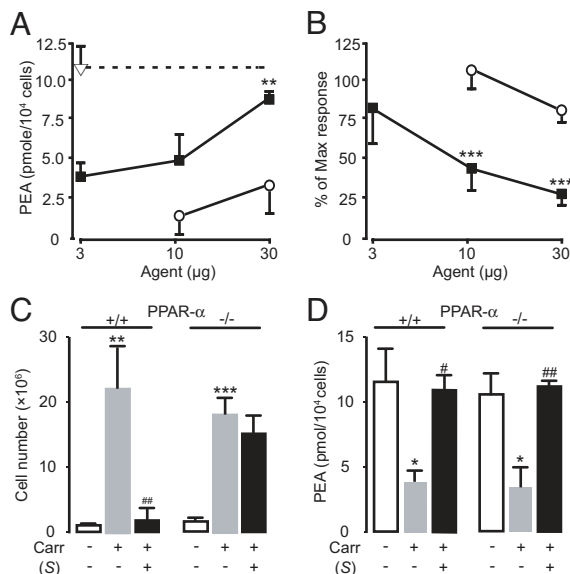 A
PEA (pmole/10⁴ cells)
12.5
10.0
7.5
5.0
2.5
0
**
3 10 30
Agent (µg)
B
% of Max response
100
75
50
25
0
***
***
3 10 30
Agent (µg)
C
PPAR-α
+/+ -/-
Cell number (×10⁶)
30
20
10
0
**
##
***
Carr - + + - + +
(S) - - + - - +
D
PPAR-α
+/+ -/-
PEA (pmol/10⁴ cells)
15
10
5
0
*
#
*
##
Carr - + + - + +
(S) - - + - - +